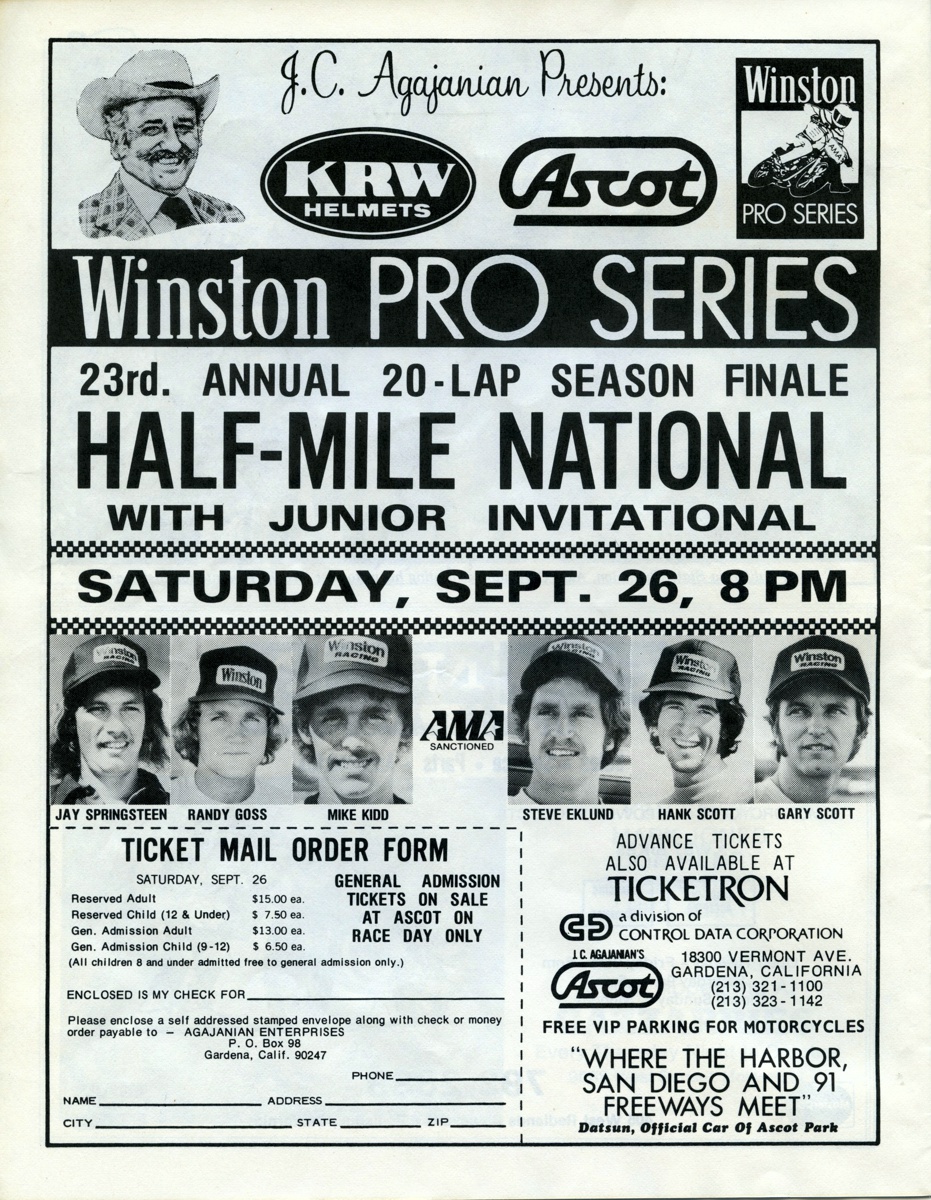 J.C. Agajanian Presents:
KRW
HELMETS
Ascot
Winston
AMA
PRO SERIES
Winston PRO SERIES
23rd. ANNUAL 20-LAP SEASON FINALE
HALF-MILE NATIONAL
WITH JUNIOR INVITATIONAL
SATURDAY, SEPT. 26, 8 PM
Winston
RACING
Winston
Winston
RACING
AMA
SANCTIONED
Winston
RACING
Winston
RACING
Winston
RACING
JAY SPRINGSTEEN RANDY GOSS MIKE KIDD STEVE EKLUND HANK SCOTT GARY SCOTT
TICKET MAIL ORDER FORM
SATURDAY, SEPT. 26
Reserved Adult $15.00 ea.
Reserved Child (12 & Under) $ 7.50 ea.
Gen. Admission Adult $13.00 ea.
Gen. Admission Child (9-12) $ 6.50 ea.
(All children 8 and under admitted free to general admission only.)
GENERAL ADMISSION
TICKETS ON SALE
AT ASCOT ON
RACE DAY ONLY
ENCLOSED IS MY CHECK FOR
Please enclose a self addressed stamped envelope along with check or money
order payable to — AGAJANIAN ENTERPRISES
P. O. Box 98
Gardena, Calif. 90247
PHONE
NAME ADDRESS
CITY STATE ZIP
ADVANCE TICKETS
ALSO AVAILABLE AT
TICKETRON
a division of
CONTROL DATA CORPORATION
J.C. AGAJANIAN'S
Ascot
18300 VERMONT AVE.
GARDENA, CALIFORNIA
(213) 321-1100
(213) 323-1142
FREE VIP PARKING FOR MOTORCYCLES
"WHERE THE HARBOR,
SAN DIEGO AND 91
FREEWAYS MEET"
Datsun, Official Car Of Ascot Park